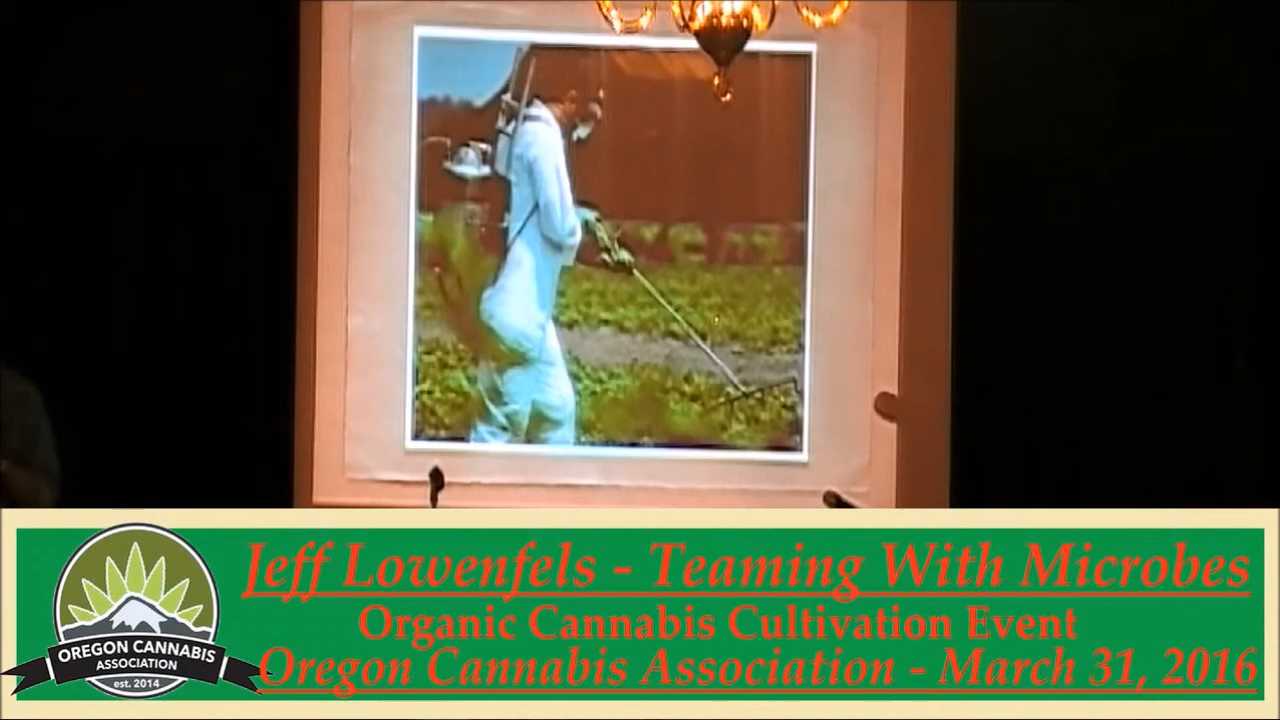 Jeff Lowenfels - Teaming With Microbes
Organic Cannabis Cultivation Event
Oregon Cannabis Association - March 31, 2016
OREGON CANNABIS
ASSOCIATION
est. 2014